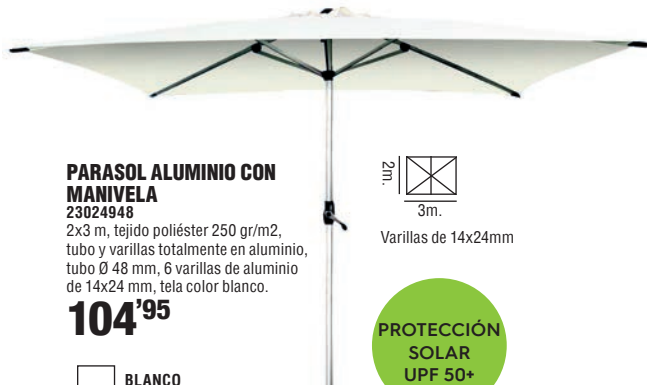 PARASOL ALUMINIO CON
MANIVELA
23024948
2x3 m, tejido poliéster 250 gr/m2,
tubo y varillas totalmente en aluminio,
tubo Ø 48 mm, 6 varillas de aluminio
de 14x24 mm, tela color blanco.
104’95
BLANCO
2m.
3m.
Varillas de 14x24mm
PROTECCIÓN
SOLAR
UPF 50+